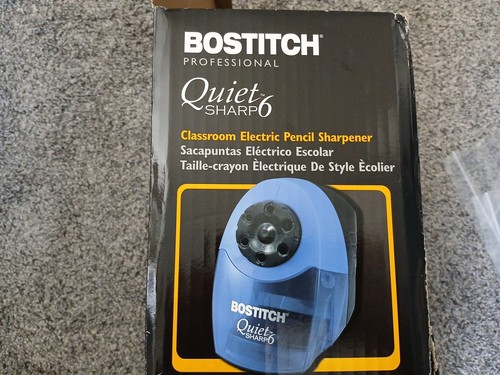 BOSTITCH®
PROFESSIONAL
Quiet™
SHARP6
Classroom Electric Pencil Sharpener
Sacapuntas Eléctrico Escolar
Taille-crayon Èlectrique De Style Ècolier
BOSTITCH®
Quiet
SHARP6